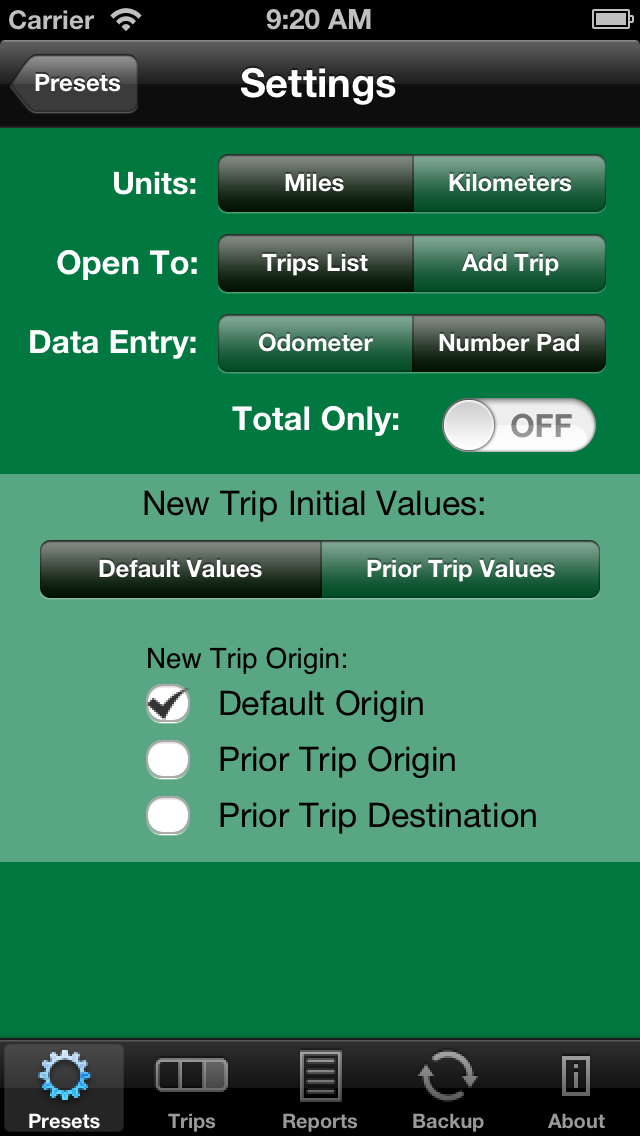 Carrier 9:20 AM
Presets Settings
Units: Miles Kilometers
Open To: Trips List Add Trip
Data Entry: Odometer Number Pad
Total Only: OFF
New Trip Initial Values:
Default Values Prior Trip Values
New Trip Origin:
Default Origin
Prior Trip Origin
Prior Trip Destination
Presets Trips Reports Backup About